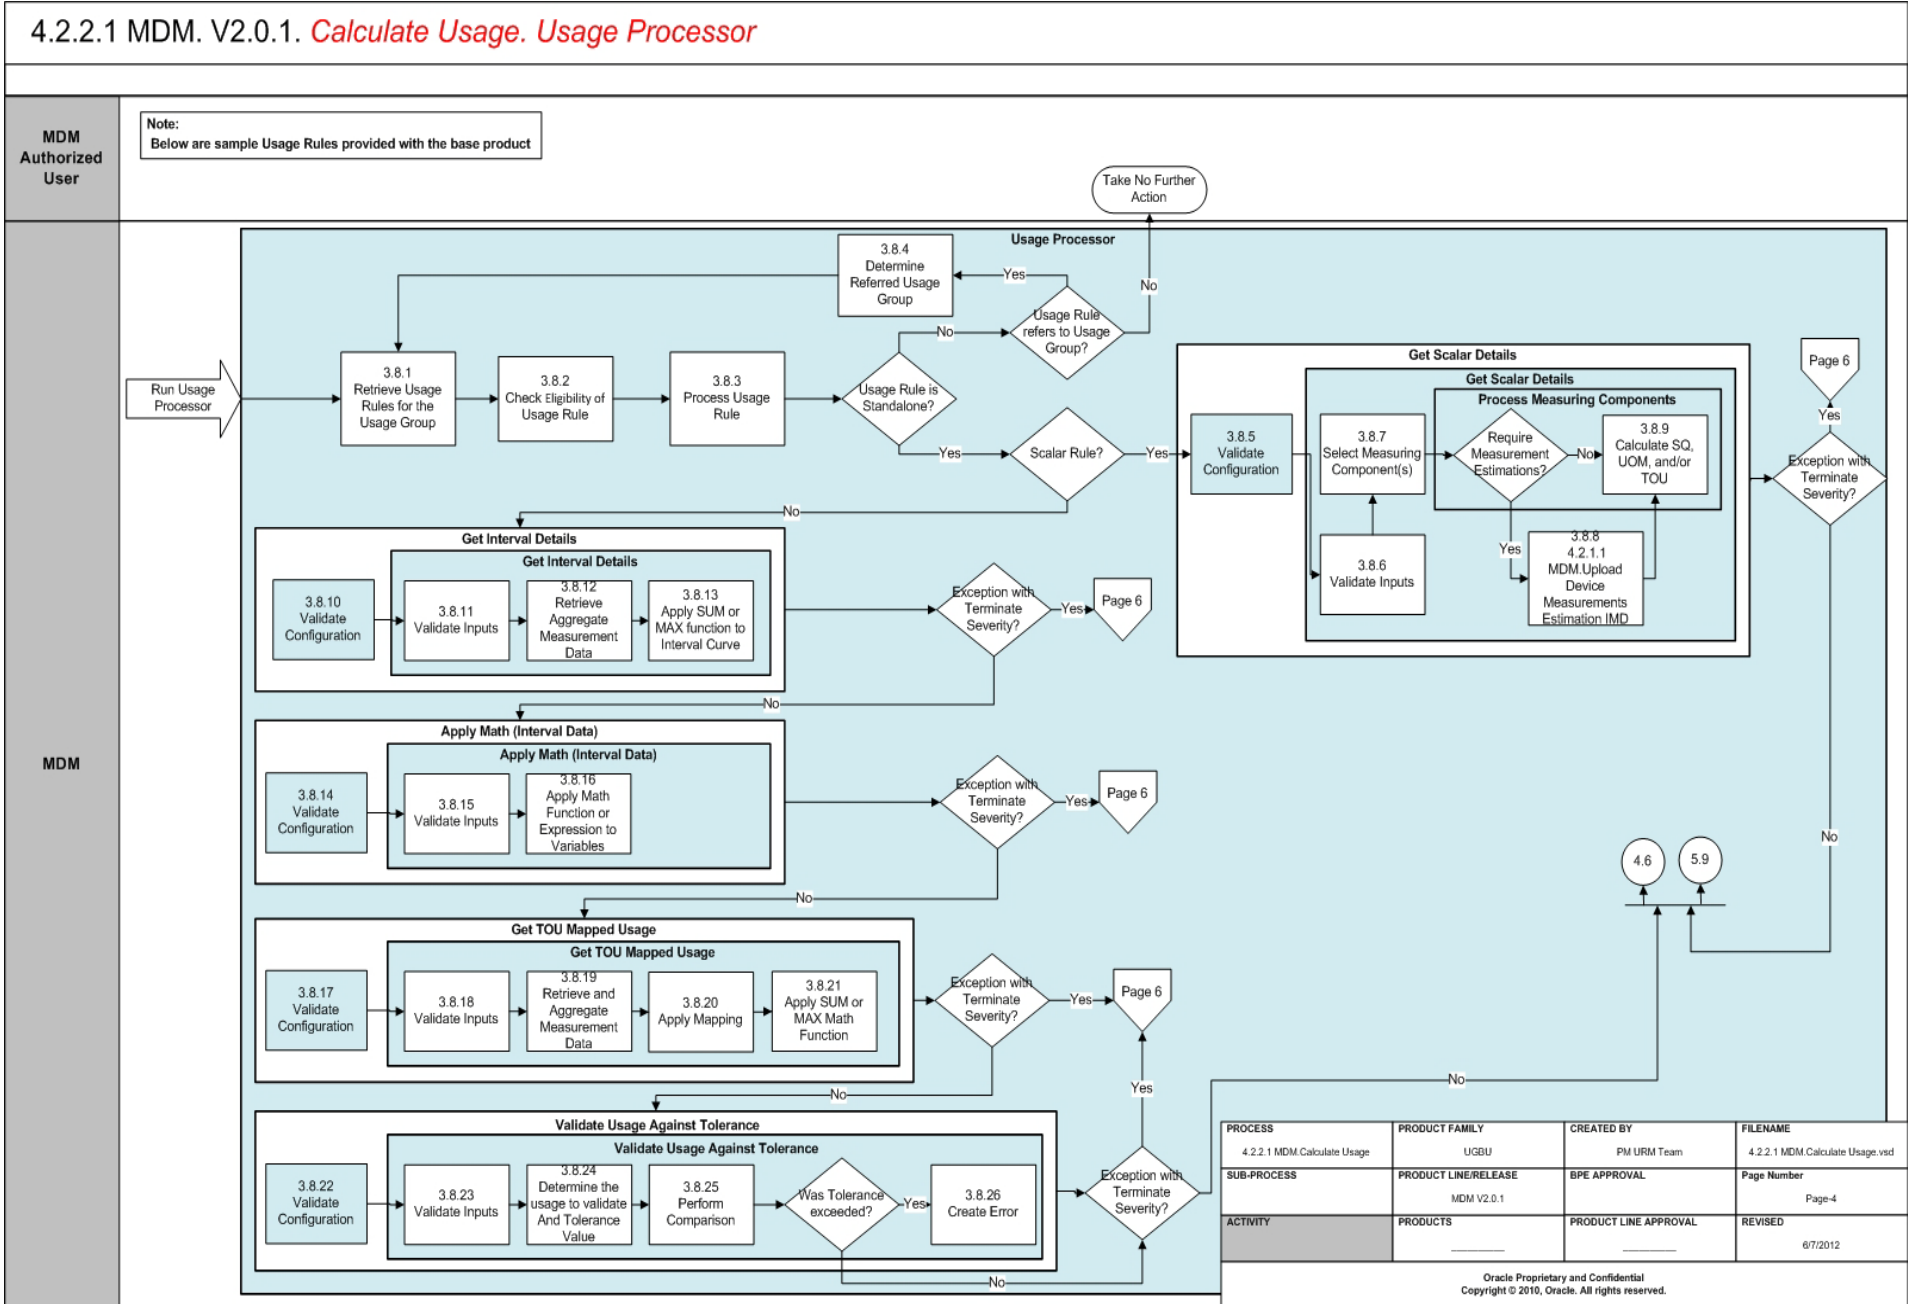 4.2.2.1 MDM. V2.0.1. Calculate Usage. Usage Processor
MDM
Authorized
User
Note:
Below are sample Usage Rules provided with the base product
Take No Further
Action
MDM
Usage Processor
Run Usage
Processor
3.8.1
Retrieve Usage
Rules for the
Usage Group
3.8.2
Check Eligibility of
Usage Rule
3.8.3
Process Usage
Rule
3.8.4
Determine
Referred Usage
Group
Yes
No
Usage Rule
refers to Usage
Group?
No
Usage Rule is
Standalone?
Yes
Scalar Rule?
Yes
No
Get Scalar Details
Get Scalar Details
Process Measuring Components
3.8.5
Validate
Configuration
3.8.7
Select Measuring
Component(s)
3.8.6
Validate Inputs
Require
Measurement
Estimations?
No
Yes
3.8.9
Calculate SQ,
UOM, and/or
TOU
3.8.8
4.2.1.1
MDM.Upload
Device
Measurements
Estimation IMD
Page 6
Yes
Exception with
Terminate
Severity?
No
Get Interval Details
Get Interval Details
3.8.10
Validate
Configuration
3.8.11
Validate Inputs
3.8.12
Retrieve
Aggregate
Measurement
Data
3.8.13
Apply SUM or
MAX function to
Interval Curve
Exception with
Terminate
Severity?
Yes
Page 6
No
Apply Math (Interval Data)
Apply Math (Interval Data)
3.8.14
Validate
Configuration
3.8.15
Validate Inputs
3.8.16
Apply Math
Function or
Expression to
Variables
Exception with
Terminate
Severity?
Yes
Page 6
No
4.6
5.9
Get TOU Mapped Usage
Get TOU Mapped Usage
3.8.17
Validate
Configuration
3.8.18
Validate Inputs
3.8.19
Retrieve and
Aggregate
Measurement
Data
3.8.20
Apply Mapping
3.8.21
Apply SUM or
MAX Math
Function
Exception with
Terminate
Severity?
Yes
Page 6
No
Yes
No
Validate Usage Against Tolerance
Validate Usage Against Tolerance
3.8.22
Validate
Configuration
3.8.23
Validate Inputs
3.8.24
Determine the
usage to validate
And Tolerance
Value
3.8.25
Perform
Comparison
Was Tolerance
exceeded?
Yes
3.8.26
Create Error
No
Exception with
Terminate
Severity?
PROCESS
4.2.2.1 MDM.Calculate Usage
PRODUCT FAMILY
UGBU
CREATED BY
PM URM Team
FILENAME
4.2.2.1 MDM.Calculate Usage.vsd
SUB-PROCESS
PRODUCT LINE/RELEASE
MDM V2.0.1
BPE APPROVAL
Page Number
Page-4
ACTIVITY
PRODUCTS
PRODUCT LINE APPROVAL
REVISED
6/7/2012
Oracle Proprietary and Confidential
Copyright © 2010, Oracle. All rights reserved.